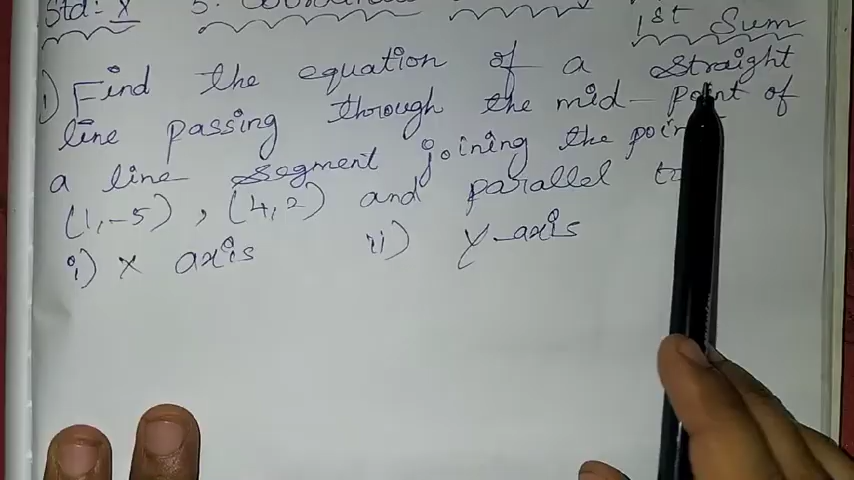 Std:- X 5.
1st Sum
1) Find the equation of a straight
line passing through the mid- point of
a line segment joining the
(1,-5), (4,2) and parallel
i) X axis ii) Y-axis